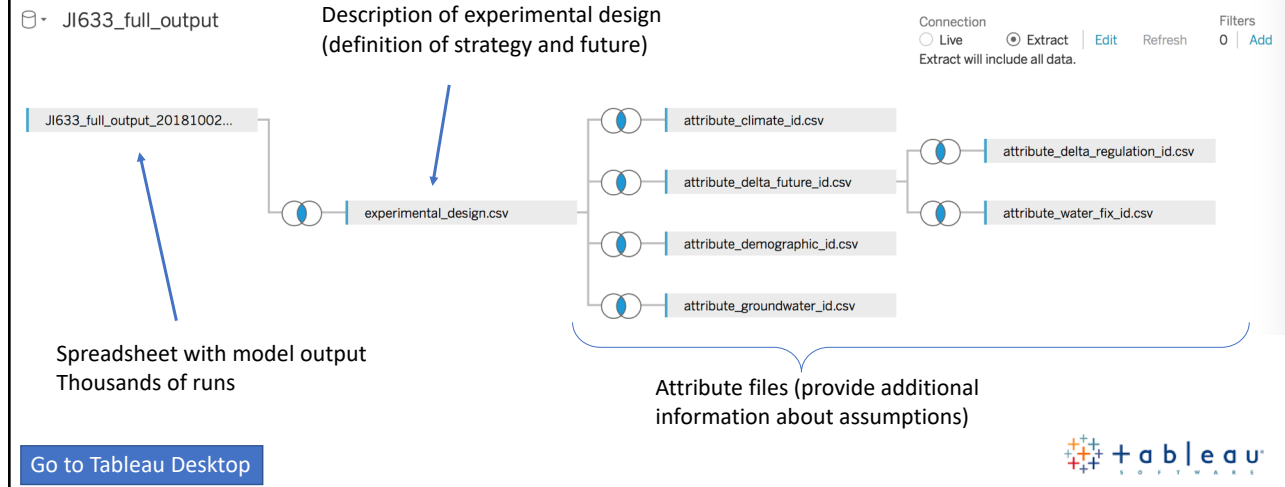 JI633_full_output
Description of experimental design
(definition of strategy and future)
Connection
Live
Extract
Edit
Refresh
Filters
0
Add
Extract will include all data.
JI633_full_output_20181002...
experimental_design.csv
attribute_climate_id.csv
attribute_delta_future_id.csv
attribute_demographic_id.csv
attribute_groundwater_id.csv
attribute_delta_regulation_id.csv
attribute_water_fix_id.csv
Spreadsheet with model output
Thousands of runs
Attribute files (provide additional
information about assumptions)
Go to Tableau Desktop
tableau
SOFTWARE